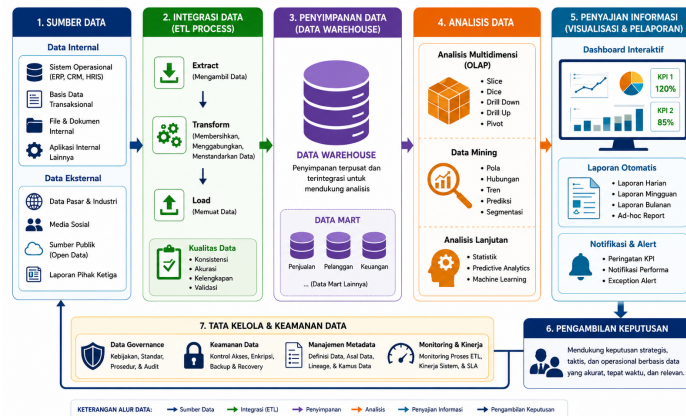 1. SUMBER DATA
Data Internal
Sistem Operasional
(ERP, CRM, HRIS)
Basis Data
Transaksional
File & Dokumen
Internal
Aplikasi Internal
Lainnya
Data Eksternal
Data Pasar & Industri
Media Sosial
Sumber Publik
(Open Data)
Laporan Pihak Ketiga
2. INTEGRASI DATA
(ETL PROCESS)
Extract
(Mengambil Data)
Transform
(Membersihkan,
Menggabungkan,
Menstandarkan Data)
Load
(Memuat Data)
Kualitas Data
• Konsistensi
• Akurasi
• Kelengkapan
• Validasi
3. PENYIMPANAN DATA
(DATA WAREHOUSE)
DATA WAREHOUSE
Penyimpanan terpusat dan
terintegrasi untuk
mendukung analisis
DATA MART
Penjualan Pelanggan Keuangan
... (Data Mart Lainnya)
4. ANALISIS DATA
Analisis Multidimensi
(OLAP)
• Slice
• Dice
• Drill Down
• Drill Up
• Pivot
Data Mining
• Pola
• Hubungan
• Tren
• Prediksi
• Segmentasi
Analisis Lanjutan
• Statistik
• Predictive Analytics
• Machine Learning
5. PENYAJIAN INFORMASI
(VISUALISASI & PELAPORAN)
Dashboard Interaktif
KPI 1
120%
KPI 2
85%
Laporan Otomatis
• Laporan Harian
• Laporan Mingguan
• Laporan Bulanan
• Ad-hoc Report
Notifikasi & Alert
• Peringatan KPI
• Notifikasi Performa
• Exception Alert
6. PENGAMBILAN KEPUTUSAN
Mendukung keputusan strategis,
taktis, dan operasional berbasis data
yang akurat, tepat waktu, dan relevan.
7. TATA KELOLA & KEAMANAN DATA
Data Governance
Kebijakan, Standar,
Prosedur, & Audit
Keamanan Data
Kontrol Akses, Enkripsi,
Backup & Recovery
Manajemen Metadata
Definisi Data, Asal Data,
Lineage, & Kamus Data
Monitoring & Kinerja
Monitoring Proses ETL,
Kinerja Sistem, & SLA
KETERANGAN ALUR DATA: Sumber Data Integrasi (ETL) Penyimpanan Analisis Penyajian Informasi Pengambilan Keputusan